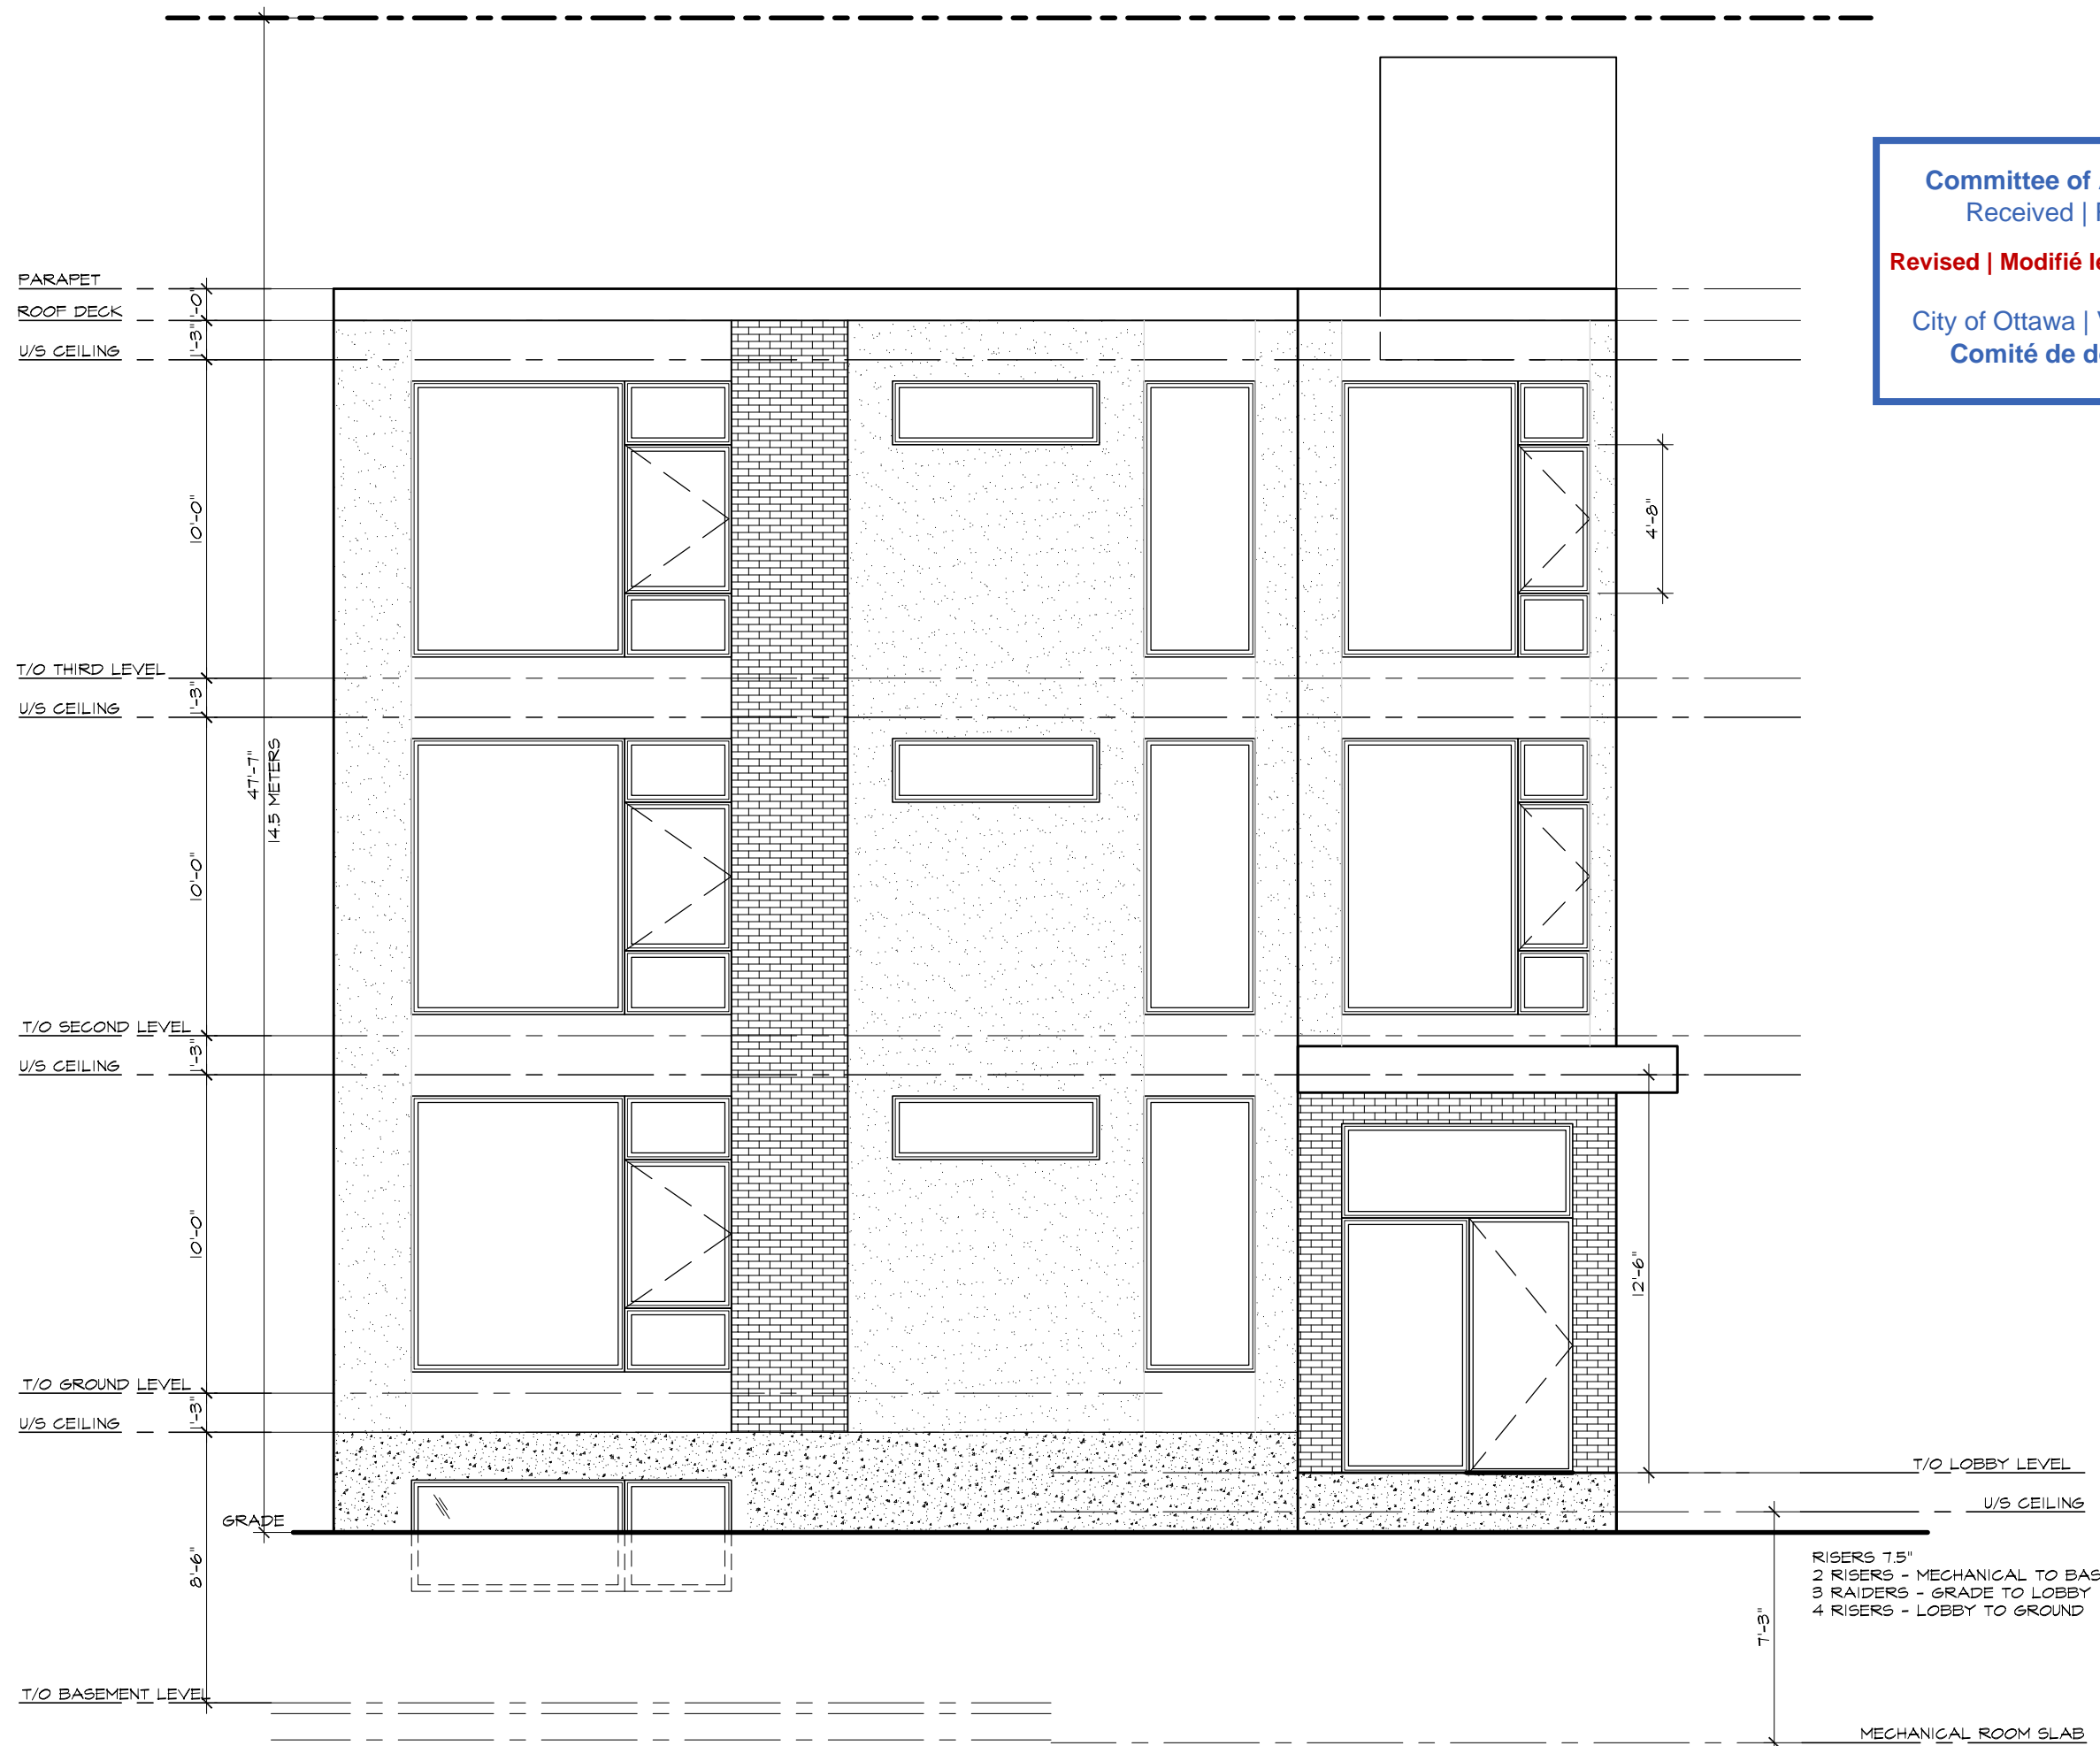 Committee of
Received |
Revised | Modifié le
City of Ottawa |
Comité de
PARAPET
1'-0"
ROOF DECK
1'-3"
U/S CEILING
10'-0"
4'-8"
T/O THIRD LEVEL
1'-3"
U/S CEILING
47'-7"
14.5 METERS
10'-0"
T/O SECOND LEVEL
1'-3"
U/S CEILING
10'-0"
12'-6"
T/O GROUND LEVEL
1'-3"
U/S CEILING
T/O LOBBY LEVEL
U/S CEILING
GRADE
8'-6"
RISERS 7.5"
2 RISERS - MECHANICAL TO BAS
3 RAIDERS - GRADE TO LOBBY
4 RISERS - LOBBY TO GROUND
7'-3"
T/O BASEMENT LEVEL
MECHANICAL ROOM SLAB